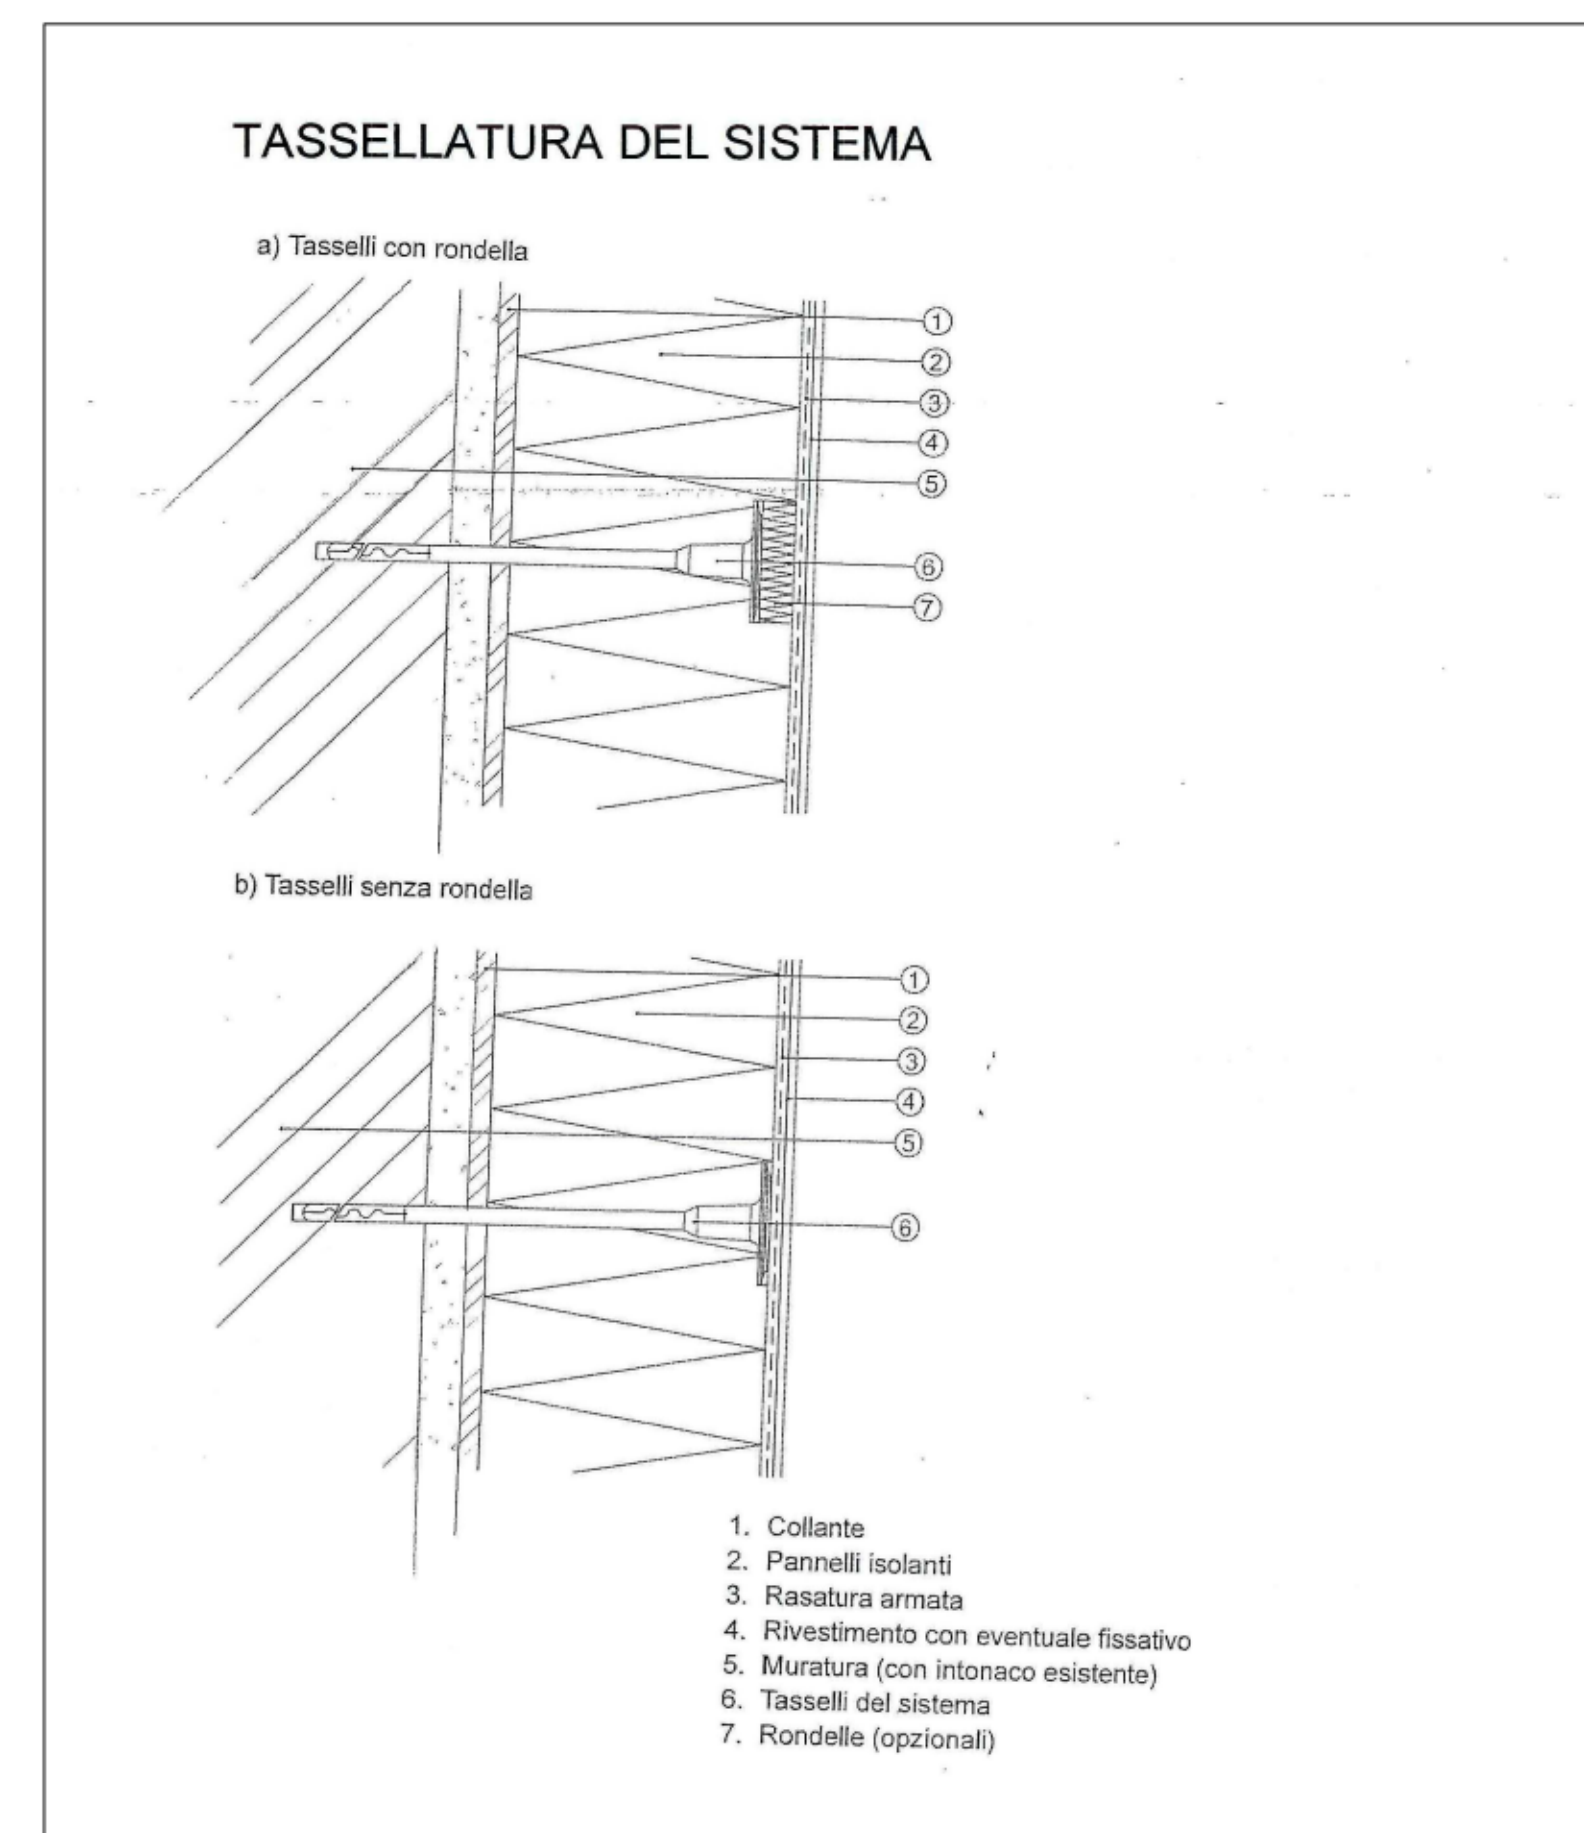 TASSELLATURA DEL SISTEMA
a) Tasselli con rondella
1
2
3
4
5
6
7
b) Tasselli senza rondella
1
2
3
4
5
6
1. Collante
2. Pannelli isolanti
3. Rasatura armata
4. Rivestimento con eventuale fissativo
5. Muratura (con intonaco esistente)
6. Tasselli del sistema
7. Rondelle (opzionali)